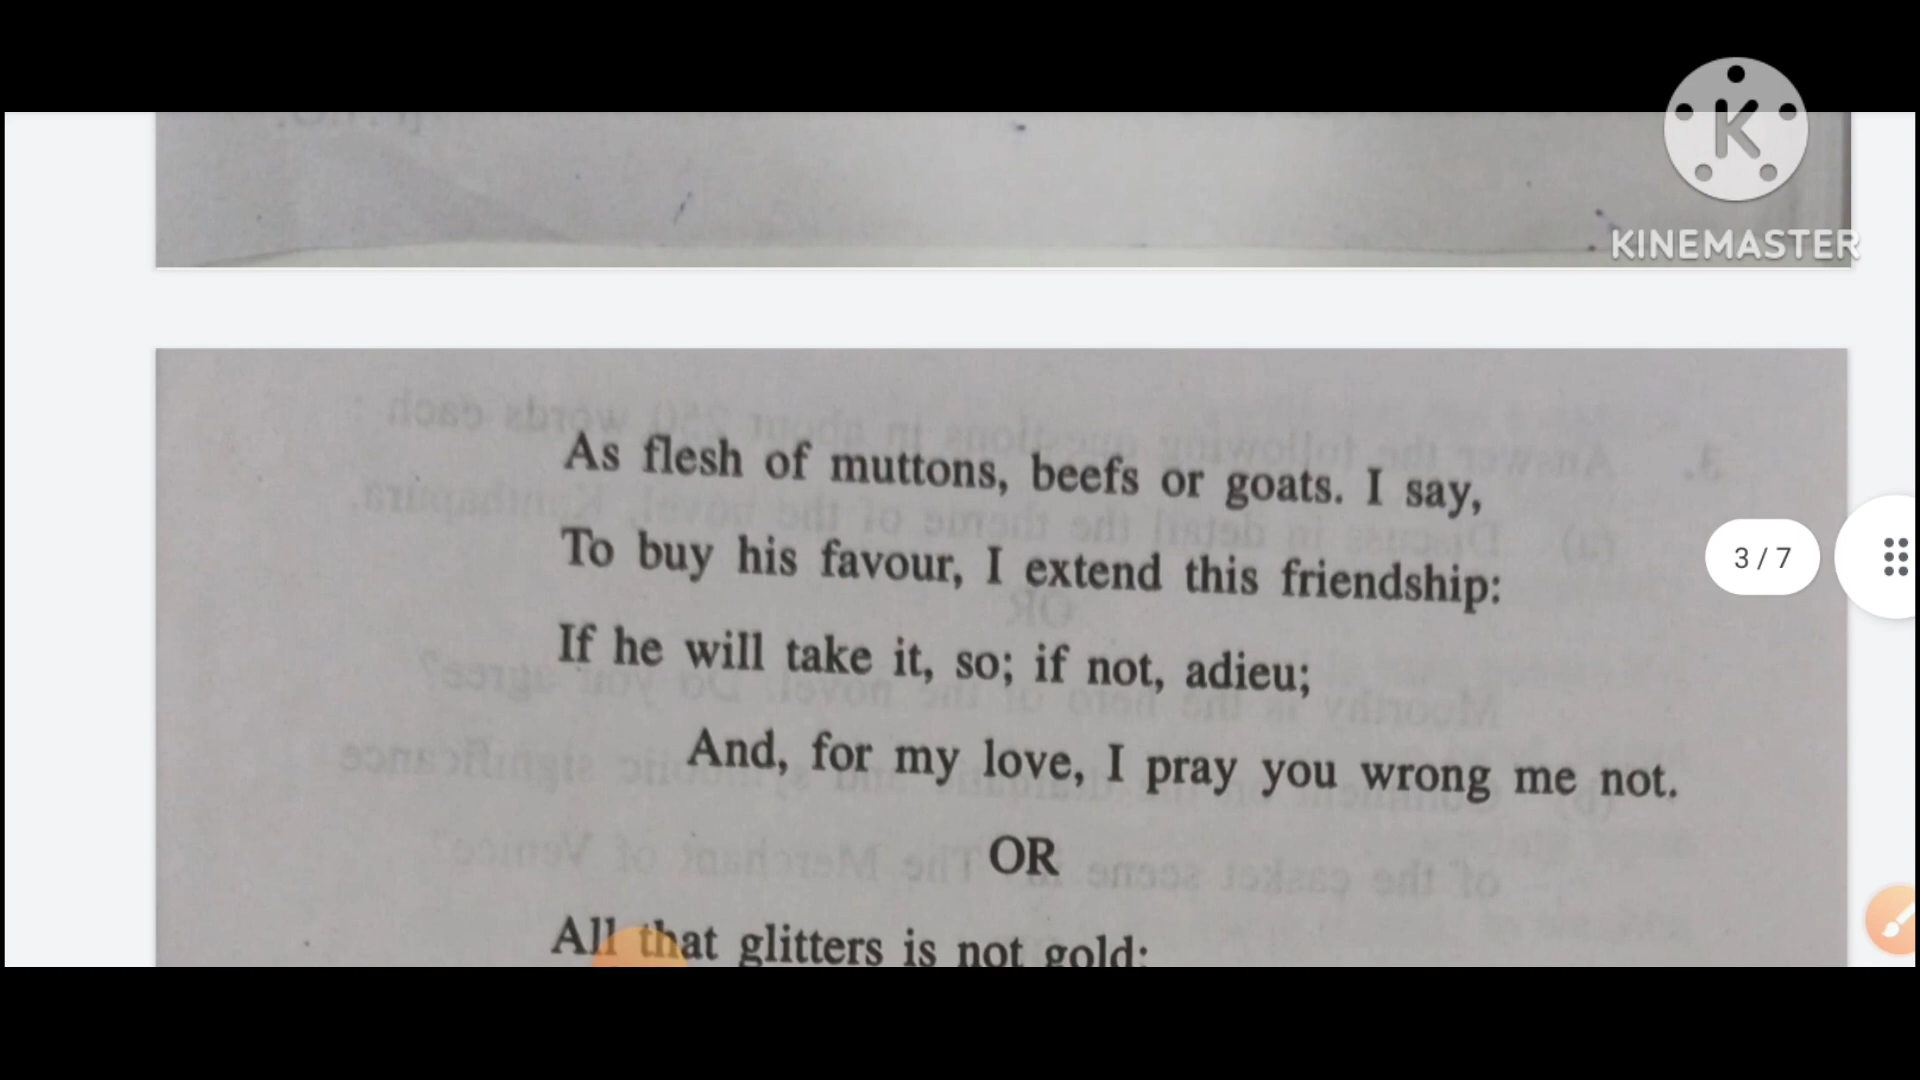 KINEMASTER
As flesh of muttons, beefs or goats. I say,
To buy his favour, I extend this friendship:
3/7
If he will take it, so; if not, adieu;
And, for my love, I pray you wrong me not.
OR
All that glitters is not gold;